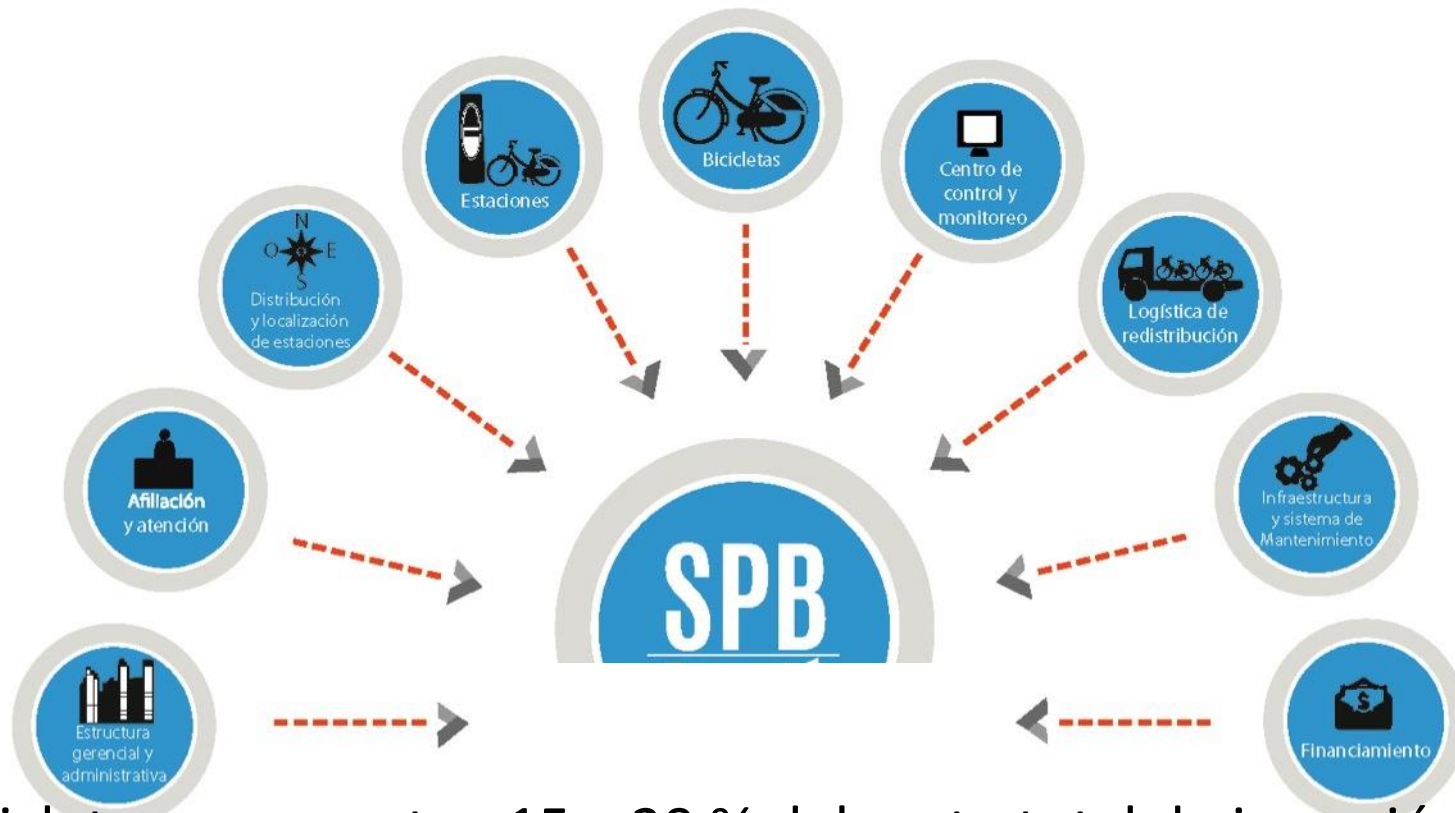 Bicicletas
Estaciones
Centro de
control y
monitoreo
N
O
E
S
Distribución
y localización
de estaciones
Logística de
redistribución
Afiliación
y atención
Infraestructura
y sistema de
Mantenimiento
SPB
Estructura
gerencial y
administrativa
$
Financiamiento
15
%